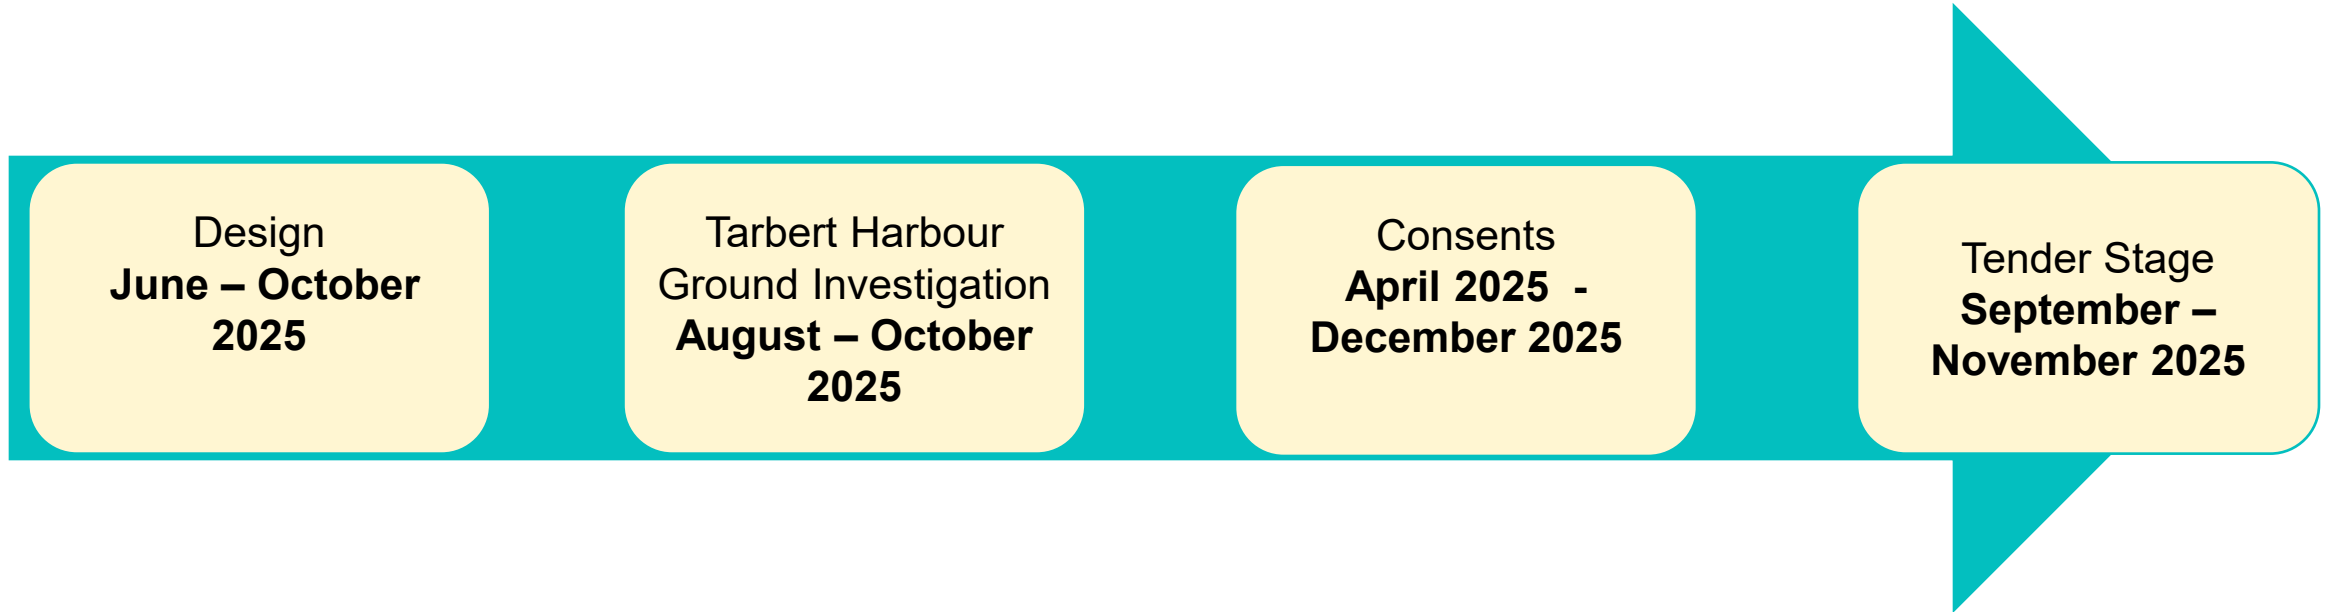 Design
June – October
2025
Tarbert Harbour
Ground Investigation
August – October
2025
Consents
April 2025  -
December 2025
Tender Stage
September –
November 2025